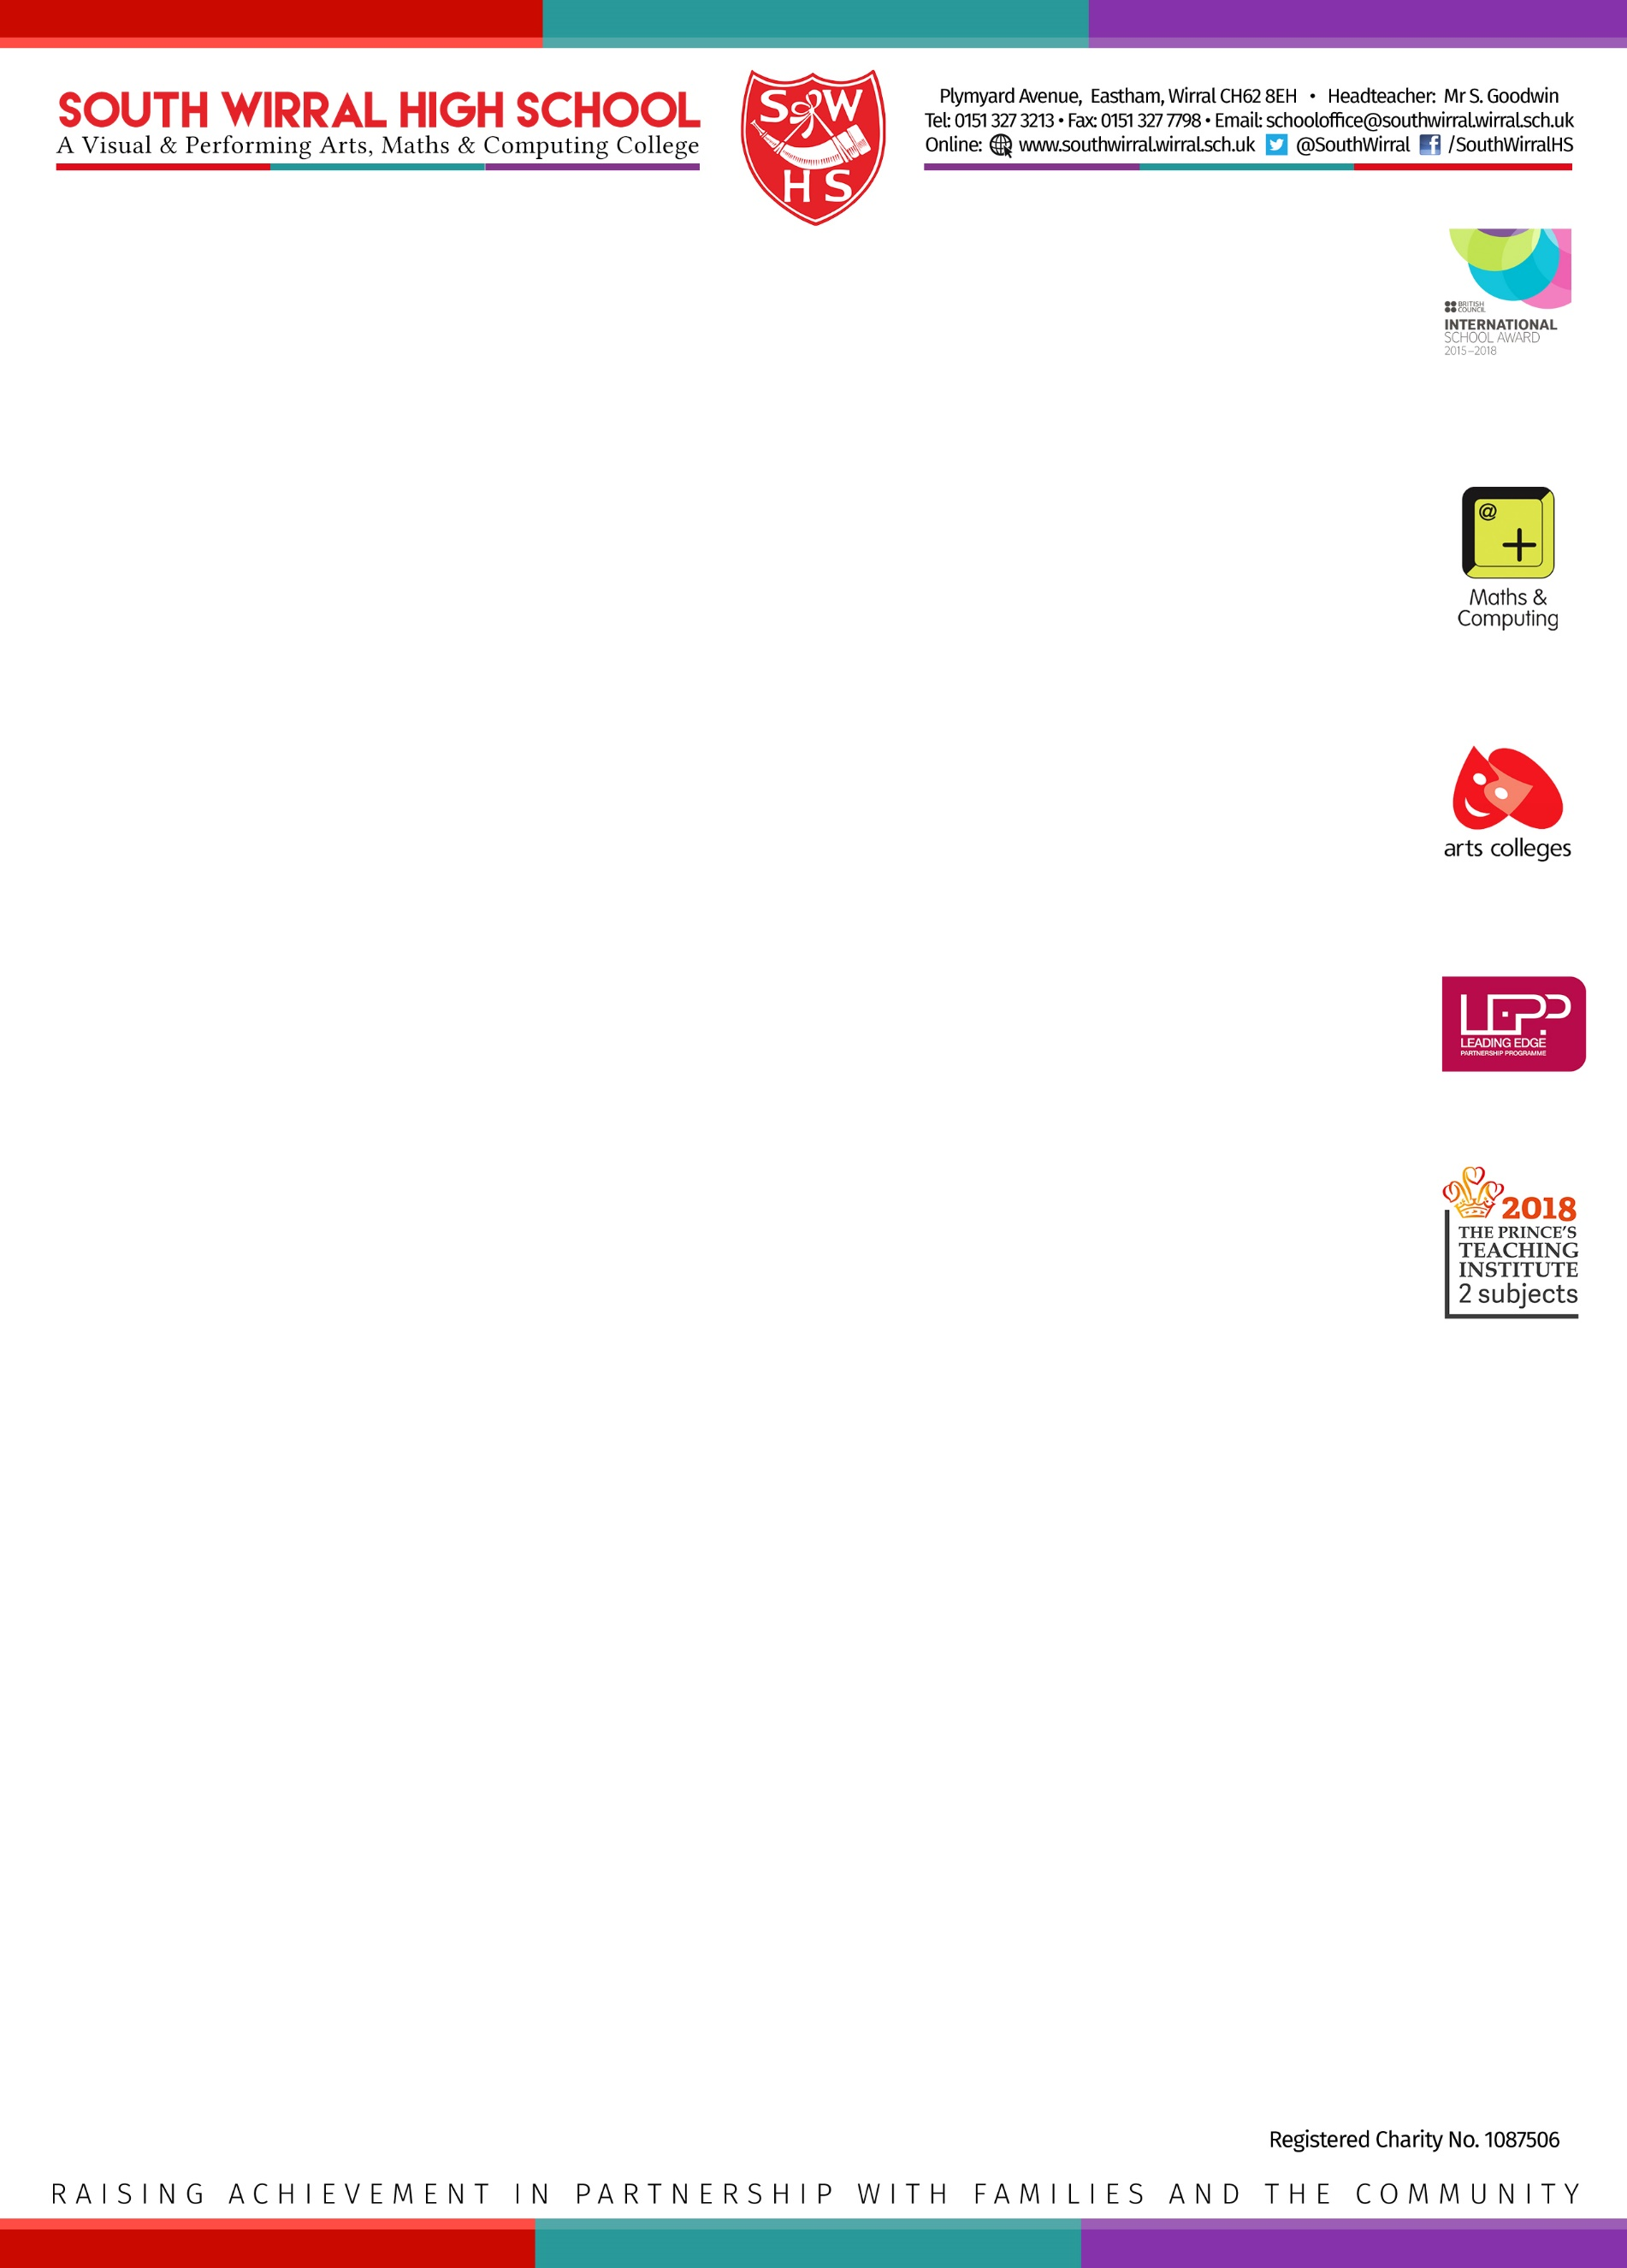 SOUTH WIRRAL HIGH SCHOOL
A Visual & Performing Arts, Maths & Computing College
S W
H S
Plymyard Avenue, Eastham, Wirral CH62 8EH • Headteacher: Mr S. Goodwin
Tel: 0151 327 3213 • Fax: 0151 327 7798 • Email: schooloffice@southwirral.wirral.sch.uk
Online: www.southwirral.wirral.sch.uk @SouthWirral f /SouthWirralHS
BRITISH
COUNCIL
INTERNATIONAL
SCHOOL AWARD
2015–2018
@
+
Maths &
Computing
arts colleges
LEPP
LEADING EDGE
PARTNERSHIP PROGRAMME
2018
THE PRINCE'S
TEACHING
INSTITUTE
2 subjects
Registered Charity No. 1087506
RAISING ACHIEVEMENT IN PARTNERSHIP WITH FAMILIES AND THE COMMUNITY